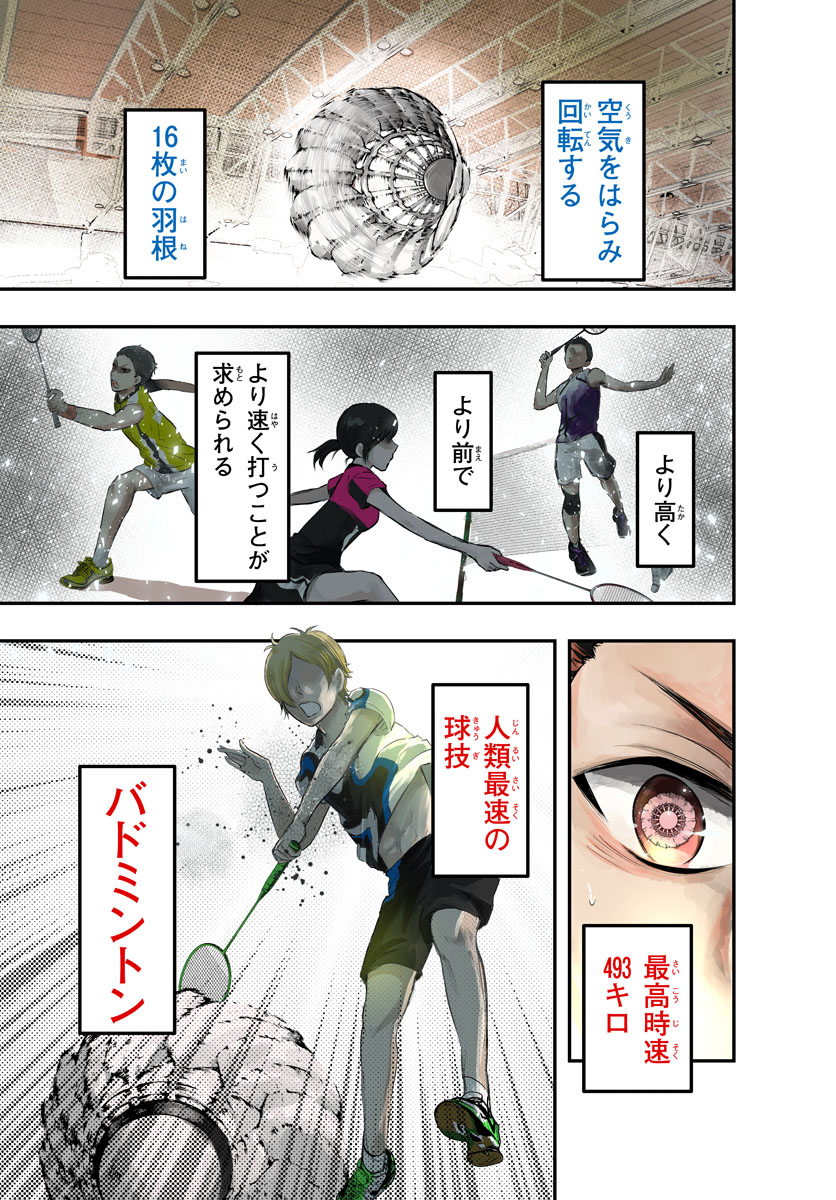 空気をはらみ
回転する
16枚の羽根
より高く
より前で
より速く打つことが
求められる
最高時速
493キロ
人類最速の
球技
バドミントン